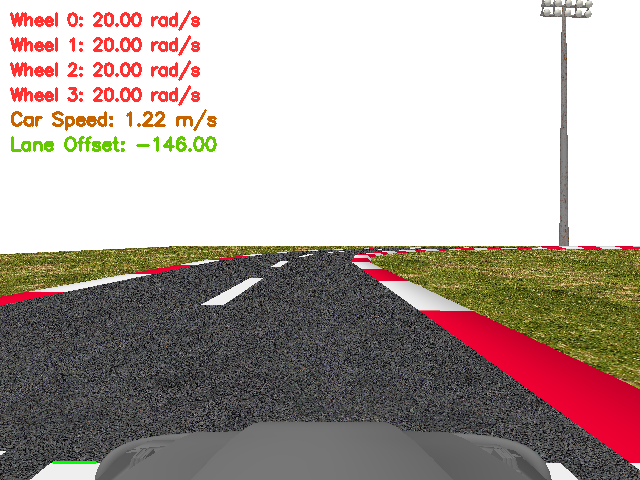 Wheel 0: 20.00 rad/s
Wheel 1: 20.00 rad/s
Wheel 2: 20.00 rad/s
Wheel 3: 20.00 rad/s
Car Speed: 1.22 m/s
Lane Offset: -146.00